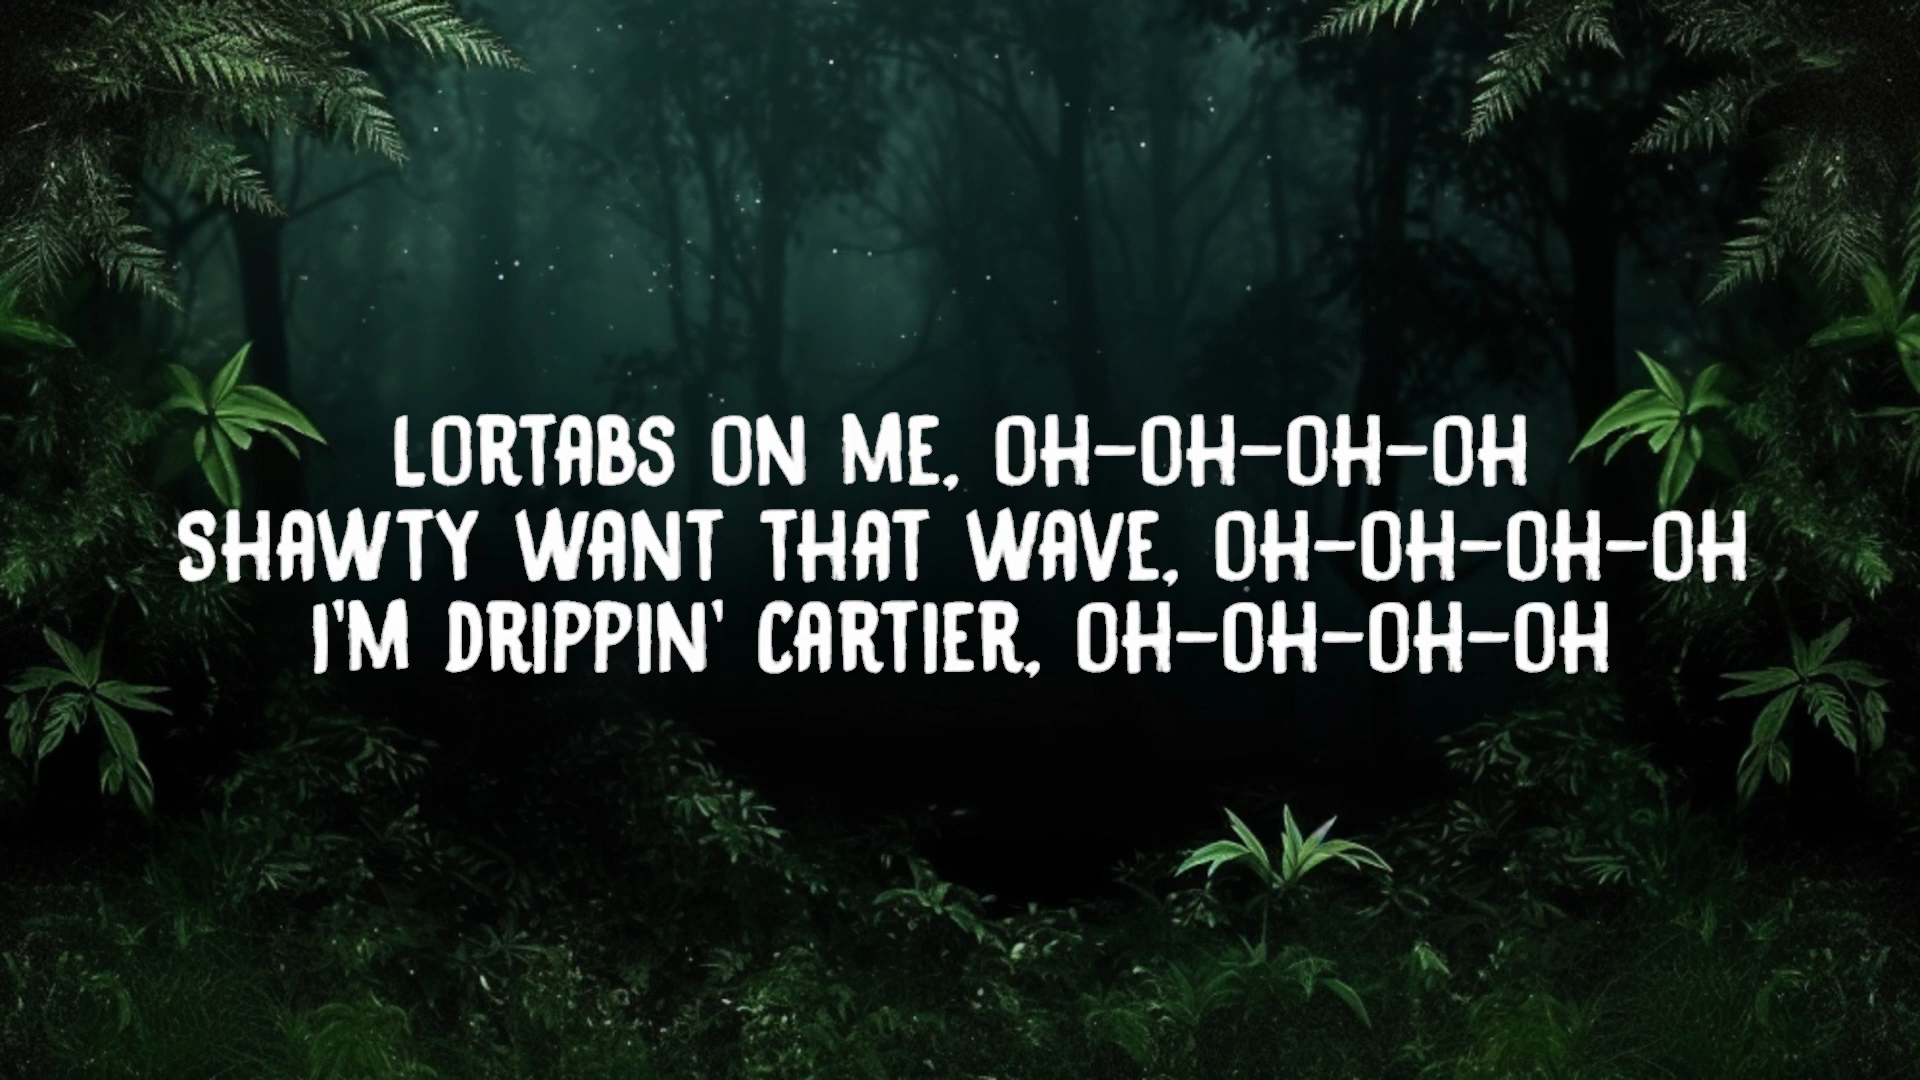 LORTABS ON ME, OH-OH-OH-OH
SHAWTY WANT THAT WAVE, OH-OH-OH-OH
I'M DRIPPIN' CARTIER, OH-OH-OH-OH